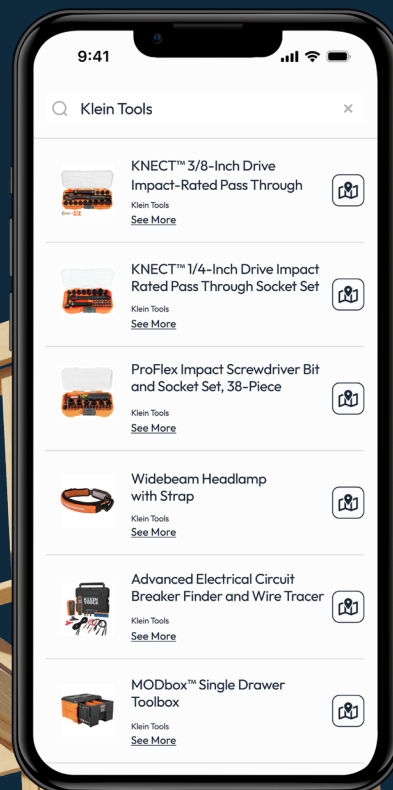 9:41
Klein Tools
KNECT™ 3/8-Inch Drive
Impact-Rated Pass Through
Klein Tools
See More
KNECT™ 1/4-Inch Drive Impact
Rated Pass Through Socket Set
Klein Tools
See More
ProFlex Impact Screwdriver Bit
and Socket Set, 38-Piece
Klein Tools
See More
Widebeam Headlamp
with Strap
Klein Tools
See More
Advanced Electrical Circuit
Breaker Finder and Wire Tracer
KLEIN
TOOLS
Klein Tools
See More
MODbox™ Single Drawer
Toolbox
Klein Tools
See More